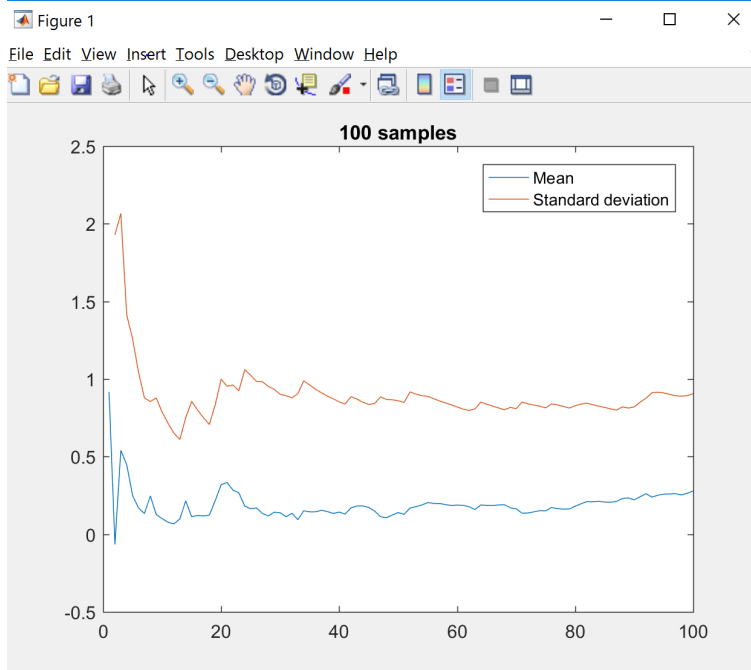 Figure 1
File Edit View Insert Tools Desktop Window Help
100 samples
2.5
2
1.5
1
0.5
0
-0.5
0 20 40 60 80 100
Mean
Standard deviation